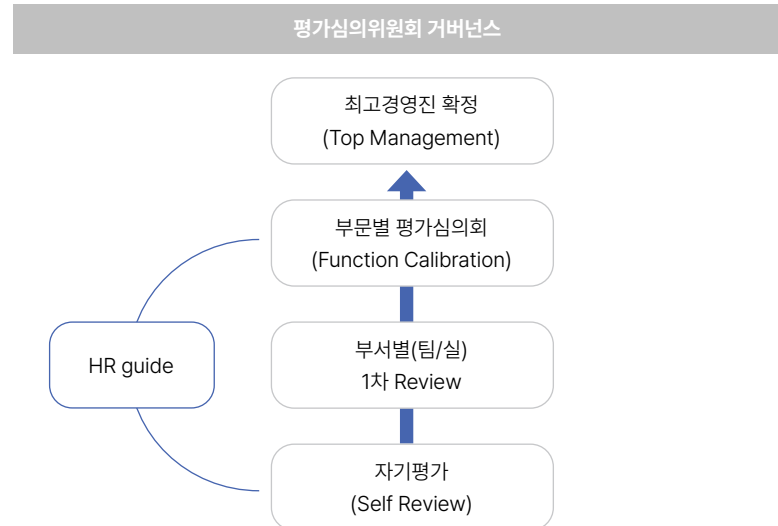 평가심의위원회 거버넌스
최고경영진 확정
(Top Management)
부문별 평가심의회
(Function Calibration)
HR guide
부서별(팀/실)
1차 Review
자기평가
(Self Review)